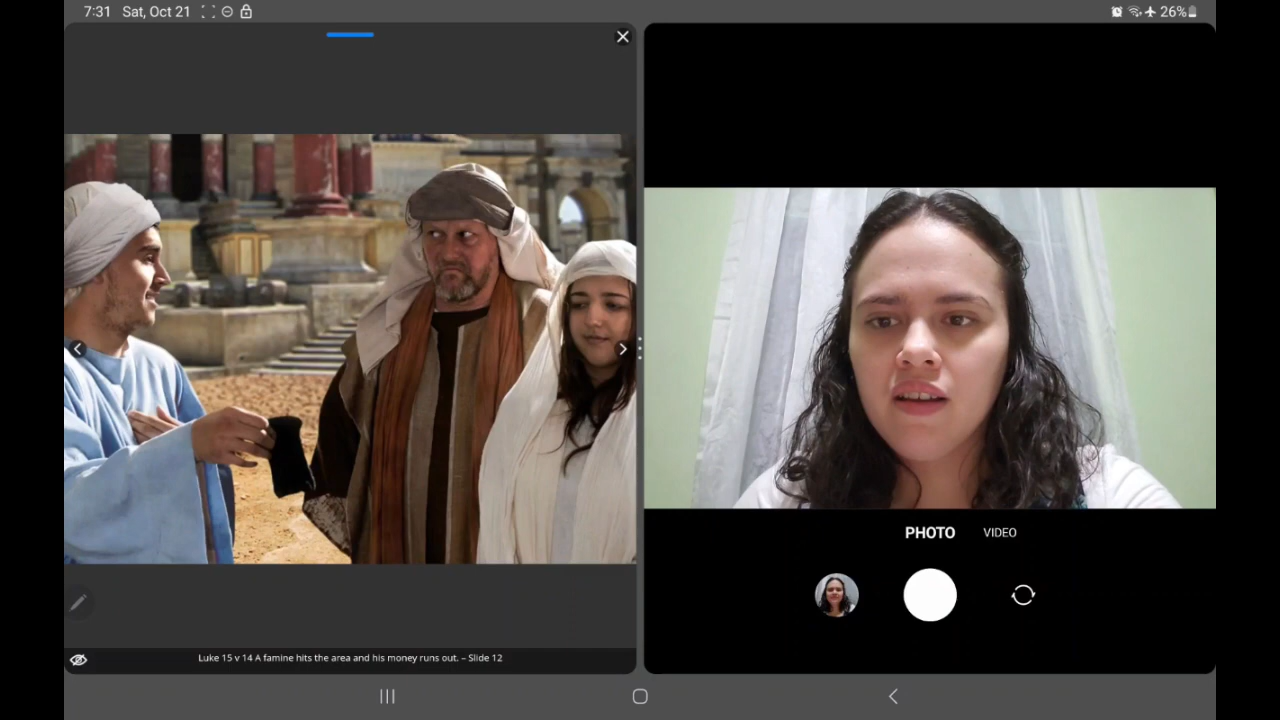 7:31 Sat, Oct 21 26%
Luke 15 v 14 A famine hits the area and his money runs out. – Slide 12
PHOTO VIDEO